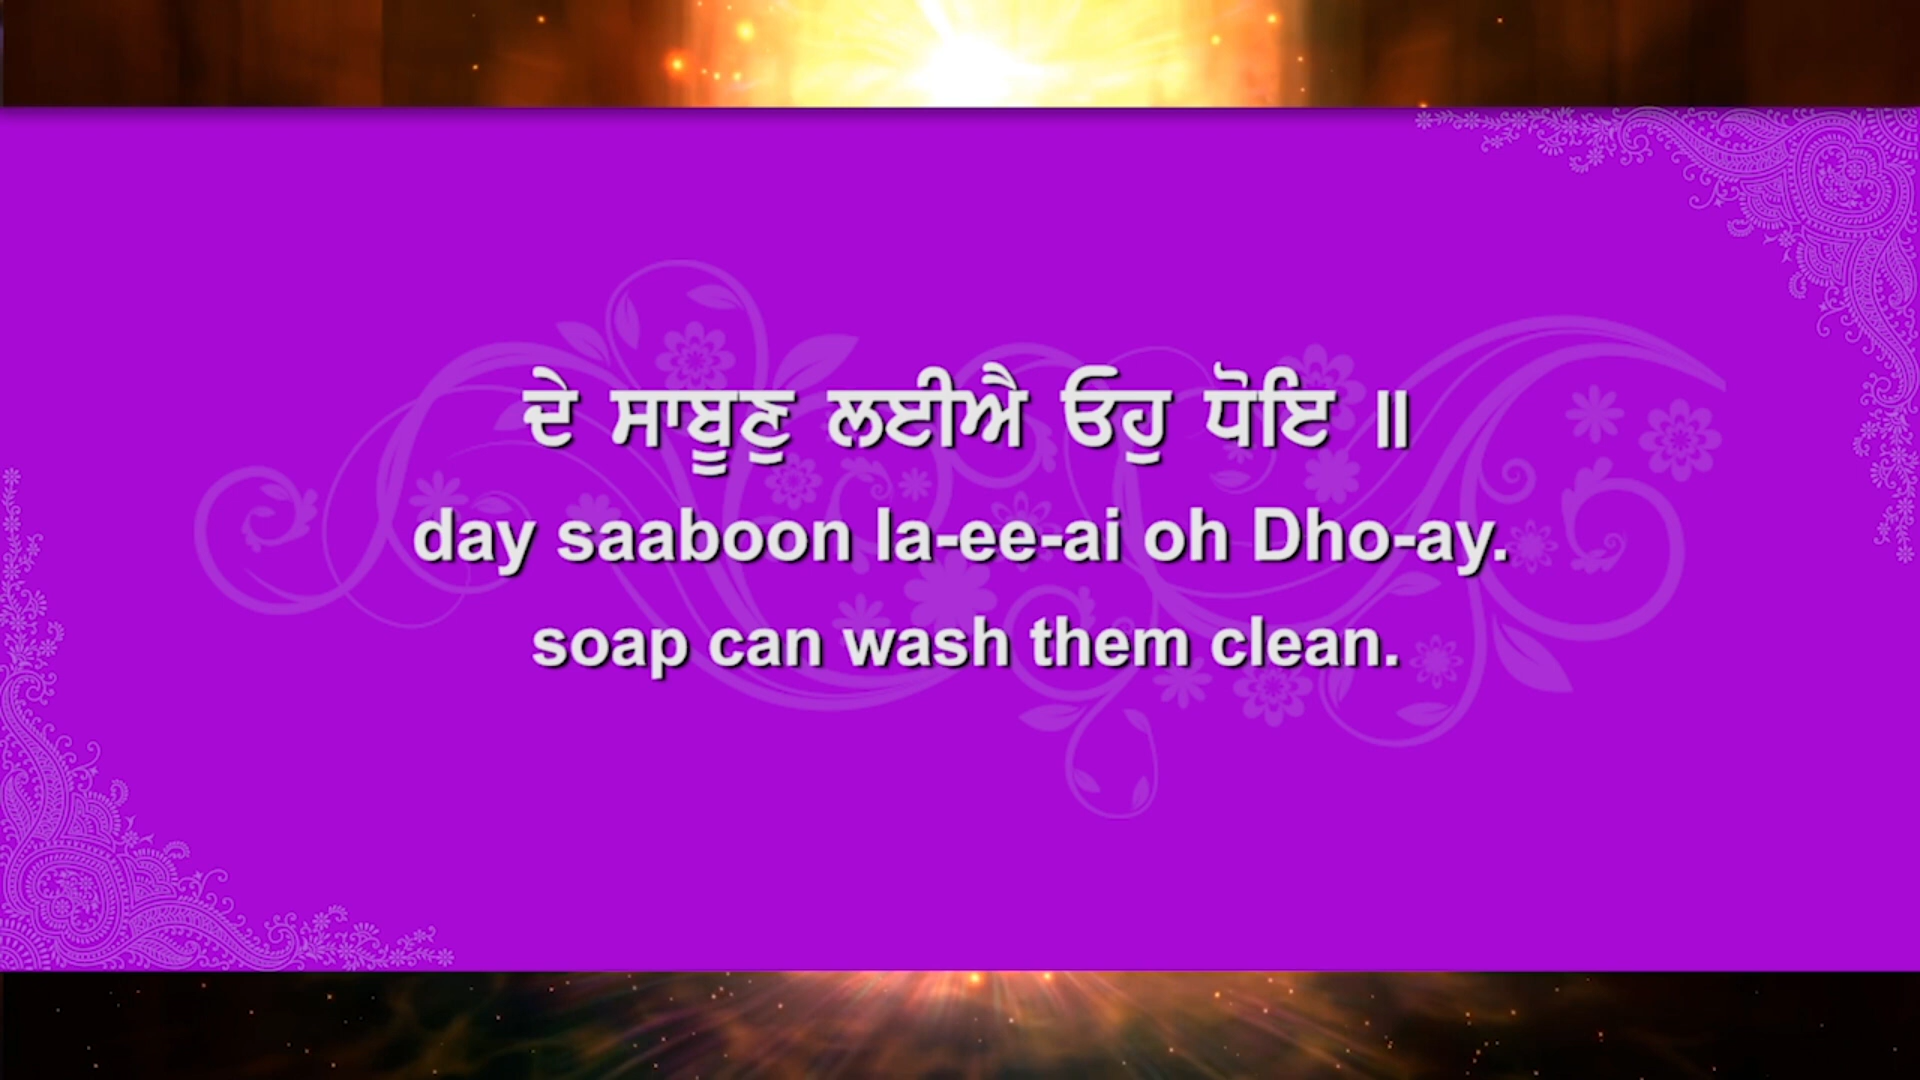 ਦੇ ਸਾਬੂਣੁ ਲਈਐ ਓਹੁ ਧੋਇ ॥
day saaboon la-ee-ai oh Dho-ay.
soap can wash them clean.